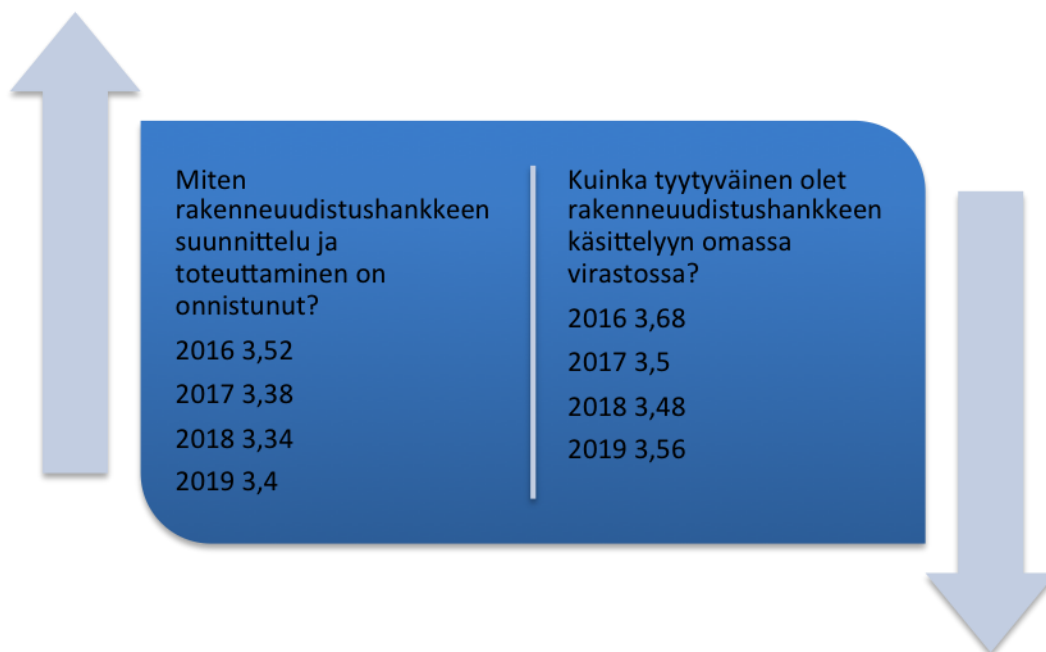 Miten
rakenneuudistushankkeen
suunnittelu ja
toteuttaminen on
onnistunut?
2016 3,52
2017 3,38
2018 3,34
2019 3,4
Kuinka tyytyväinen olet
rakenneuudistushankkeen
käsittelyyn omassa
virastossa?
2016 3,68
2017 3,5
2018 3,48
2019 3,56